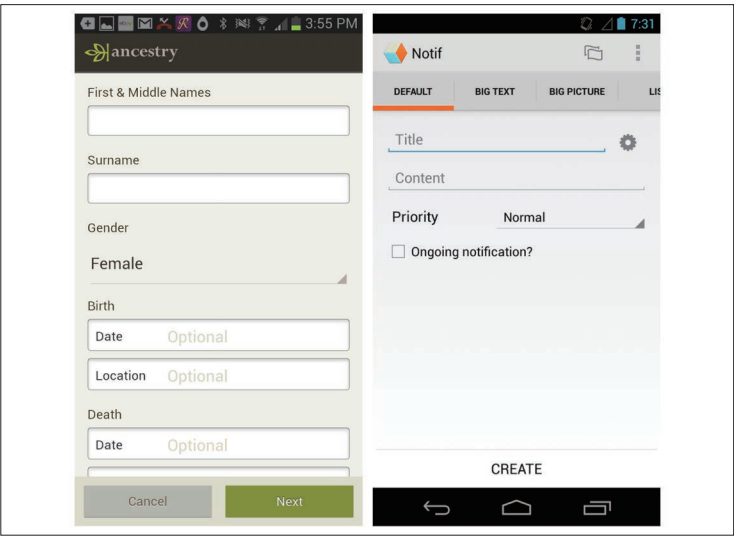 3:55 PM
ancestry
First & Middle Names
Surname
Gender
Female
Birth
Date Optional
Location Optional
Death
Date Optional
Cancel Next
7:31
Notif
DEFAULT BIG TEXT BIG PICTURE LIS
Title
Content
Priority Normal
Ongoing notification?
CREATE